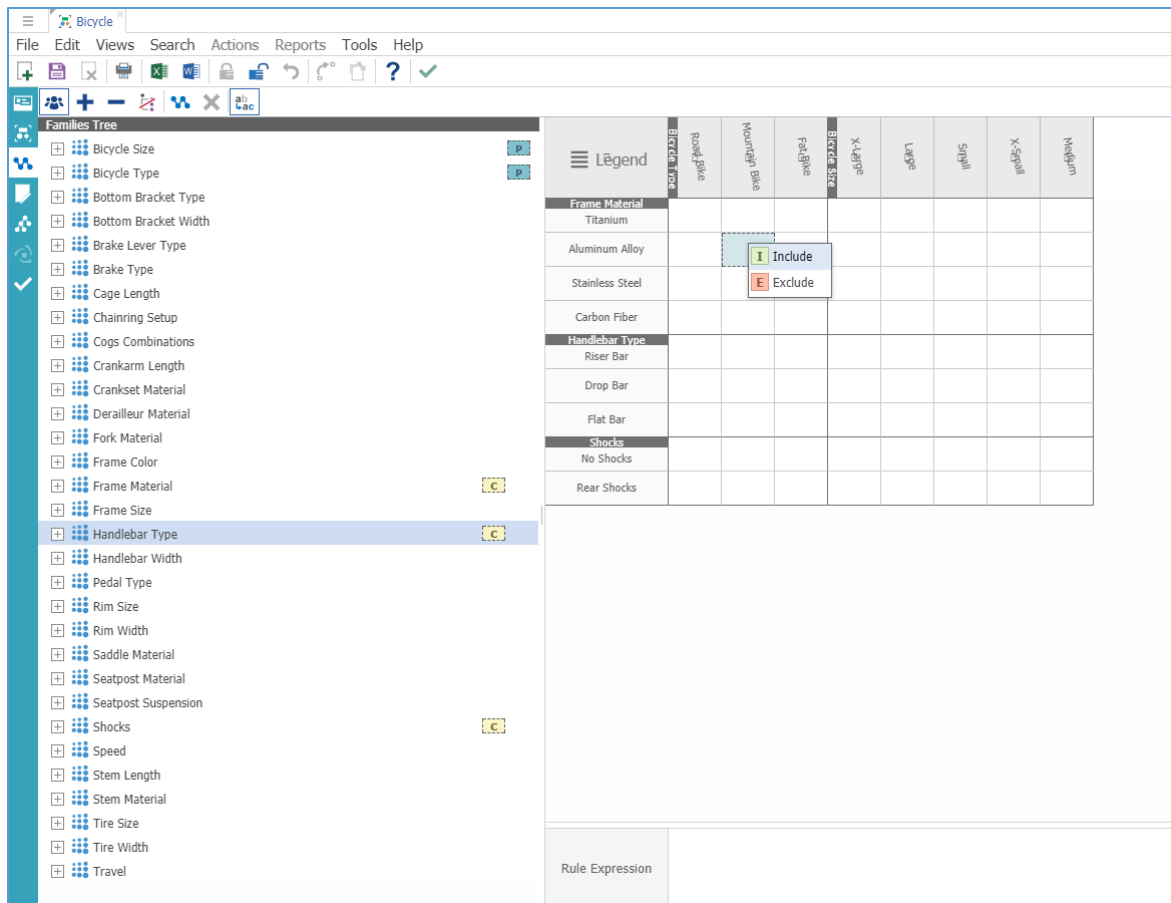 Bicycle
File Edit Views Search Actions Reports Tools Help
ab
ac
Families Tree
Bicycle Size P
Bicycle Type P
Bottom Bracket Type
Bottom Bracket Width
Brake Lever Type
Brake Type
Cage Length
Chainring Setup
Cogs Combinations
Crankarm Length
Crankset Material
Derailleur Material
Fork Material
Frame Color
Frame Material C
Frame Size
Handlebar Type C
Handlebar Width
Pedal Type
Rim Size
Rim Width
Saddle Material
Seatpost Material
Seatpost Suspension
Shocks C
Speed
Stem Length
Stem Material
Tire Size
Tire Width
Travel
Legend
Bicycle Type
Road Bike
Mountain Bike
Fat Bike
Bicycle Size
X-Large
Large
Small
X-Small
Medium
Frame Material
Titanium
Aluminum Alloy
Stainless Steel
Carbon Fiber
Handlebar Type
Riser Bar
Drop Bar
Flat Bar
Shocks
No Shocks
Rear Shocks
I Include
E Exclude
Rule Expression